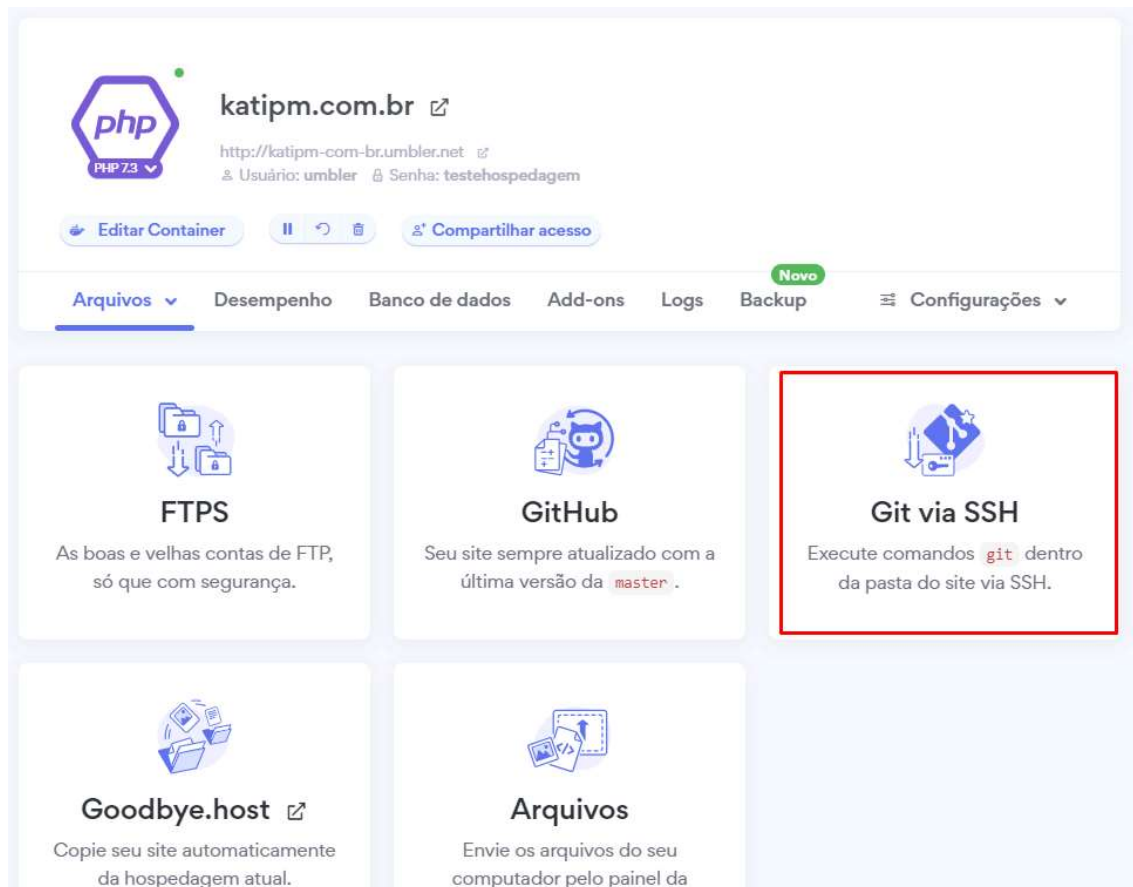 php
PHP 7.3
katipm.com.br
http://katipm-com-br.umbler.net
Usuário: umbler Senha: testehospedagem
Editar Container
Compartilhar acesso
Novo
Arquivos Desempenho Banco de dados Add-ons Logs Backup Configurações
FTPS
As boas e velhas contas de FTP,
só que com segurança.
GitHub
Seu site sempre atualizado com a
última versão da master.
Git via SSH
Execute comandos git dentro
da pasta do site via SSH.
Goodbye.host
Copie seu site automaticamente
da hospedagem atual.
Arquivos
Envie os arquivos do seu
computador pelo painel da